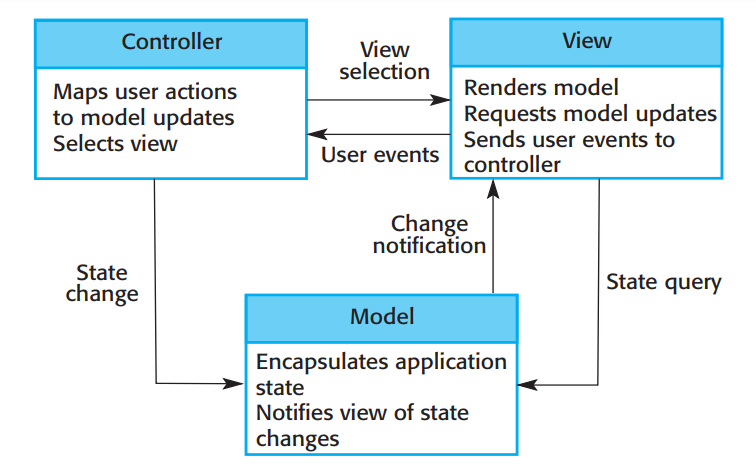 Controller
Maps user actions
to model updates
Selects view
View
selection
User events
View
Renders model
Requests model updates
Sends user events to
controller
State
change
Change
notification
State query
Model
Encapsulates application
state
Notifies view of state
changes